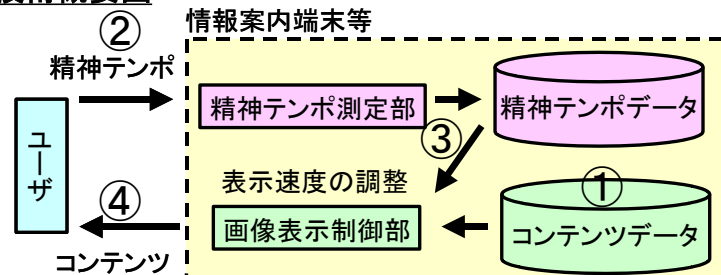 情報案内端末等
②
精神テンポ
精神テンポ測定部
精神テンポデータ
ユーザ
③
表示速度の調整
①
④
画像表示制御部
コンテンツデータ
コンテンツ